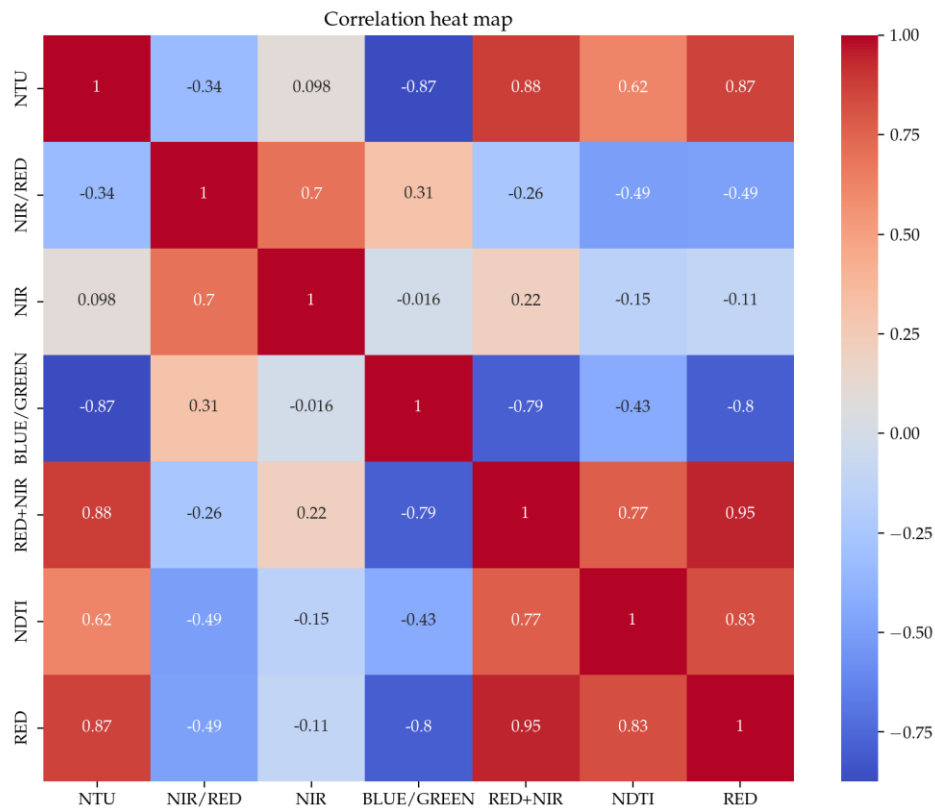 Correlation heat map
NTU 1 -0.34 0.098 -0.87 0.88 0.62 0.87
NIR/RED -0.34 1 0.7 0.31 -0.26 -0.49 -0.49
NIR 0.098 0.7 1 -0.016 0.22 -0.15 -0.11
BLUE/GREEN -0.87 0.31 -0.016 1 -0.79 -0.43 -0.8
RED+NIR 0.88 -0.26 0.22 -0.79 1 0.77 0.95
NDTI 0.62 -0.49 -0.15 -0.43 0.77 1 0.83
RED 0.87 -0.49 -0.11 -0.8 0.95 0.83 1
NTU NIR/RED NIR BLUE/GREEN RED+NIR NDTI RED
1.00
0.75
0.50
0.25
0.00
−0.25
−0.50
−0.75